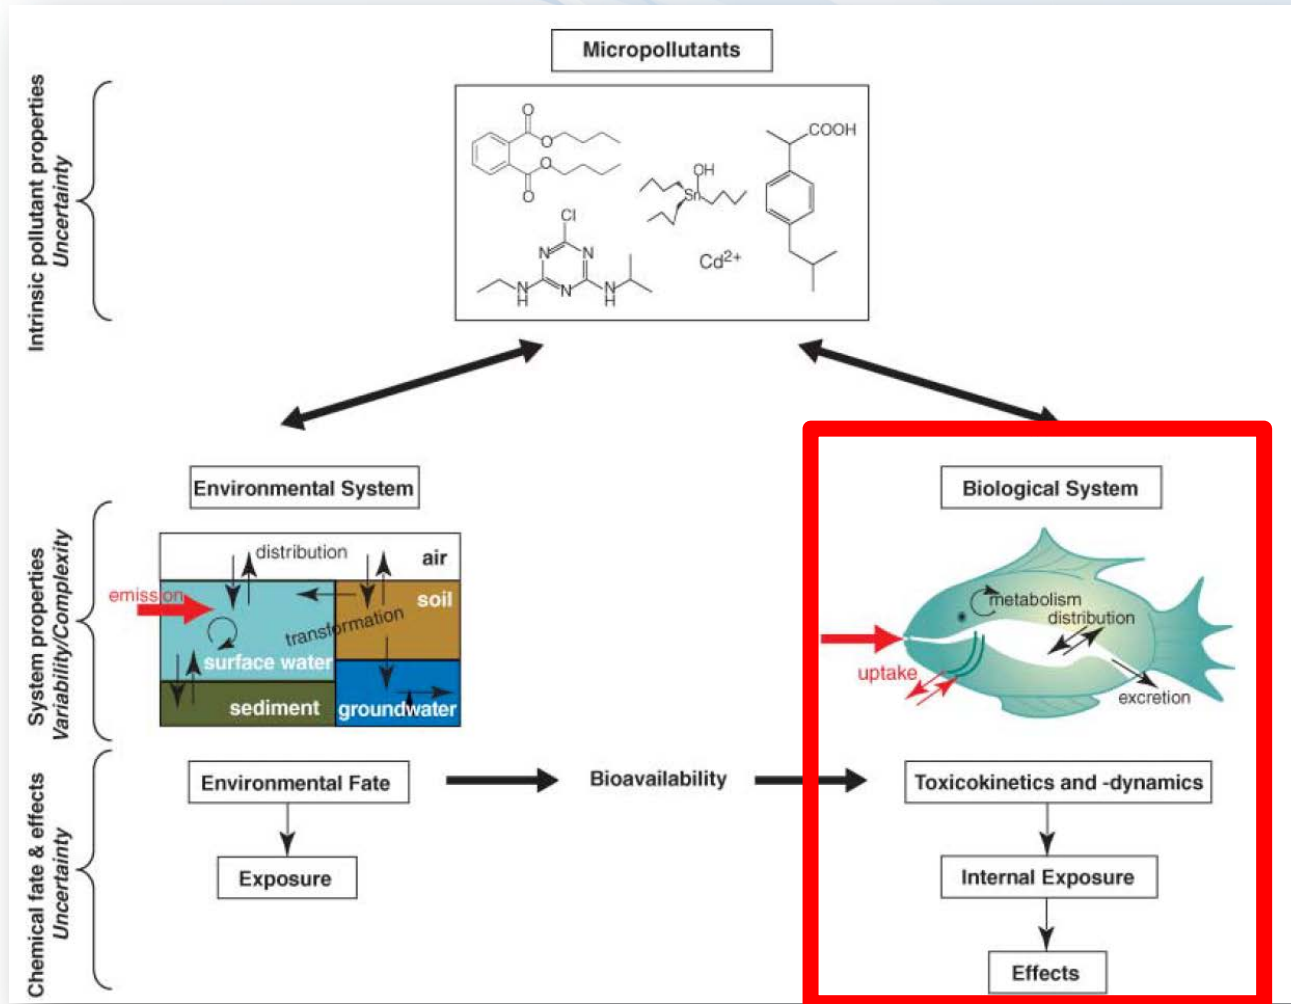 Micropollutants
Intrinsic pollutant properties
Uncertainty
O
O
O
O
COOH
OH
Sn
Cl
N
N
N
N
H
N
H
Cd2+
Environmental System
Biological System
System properties
Variability/Complexity
distribution
air
emission
soil
transformation
surface water
sediment
groundwater
metabolism
distribution
uptake
excretion
Chemical fate & effects
Uncertainty
Environmental Fate
Bioavailability
Toxicokinetics and -dynamics
Exposure
Internal Exposure
Effects